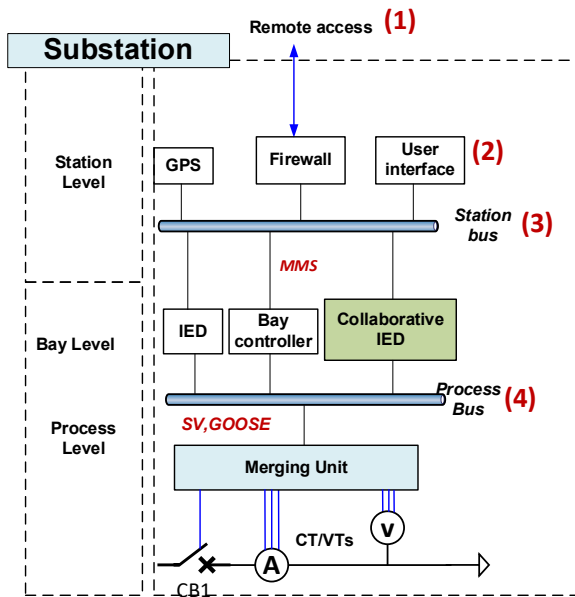 Remote access (1)
Substation
GPS
Firewall
User
interface
(2)
Station
Level
Station
bus
(3)
MMS
IED
Bay
controller
Collaborative
IED
Bay Level
Process
Bus
(4)
SV,GOOSE
Process
Level
Merging Unit
CT/VTs
V
A
CB1